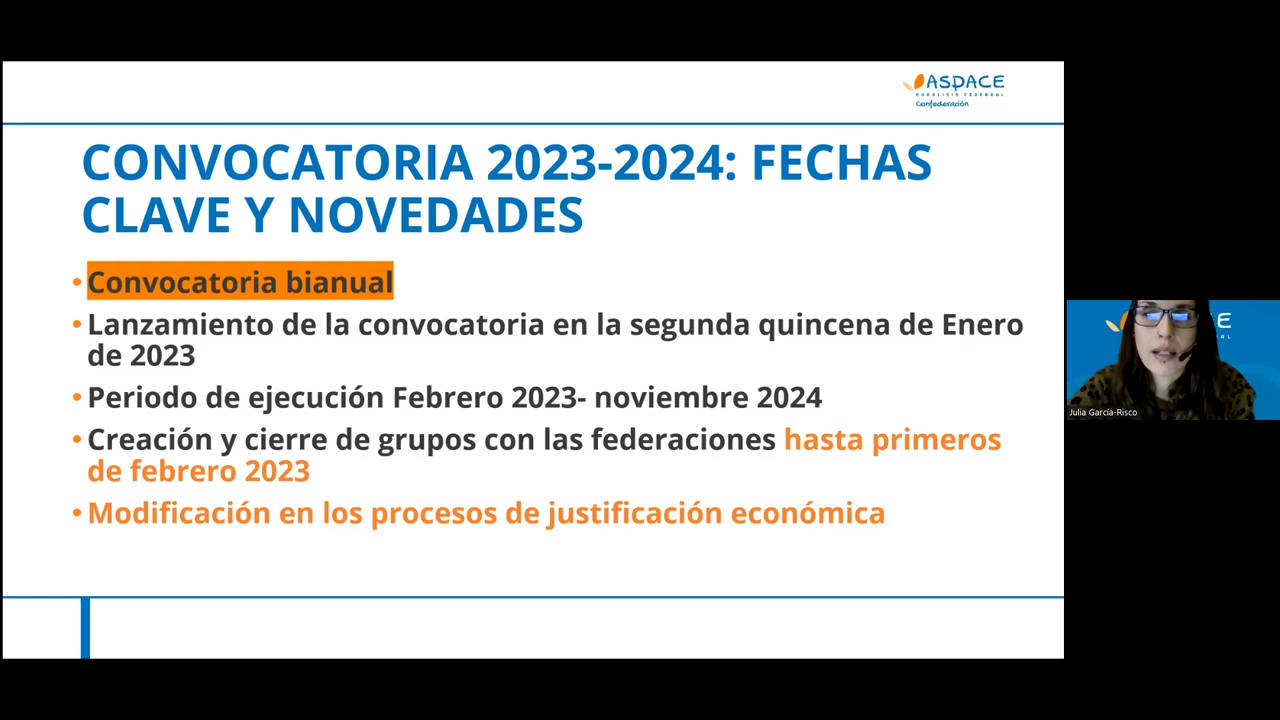 ASPACE
PARÁLISIS CEREBRAL
Confederación
CONVOCATORIA 2023-2024: FECHAS
CLAVE Y NOVEDADES
• Convocatoria bianual
• Lanzamiento de la convocatoria en la segunda quincena de Enero
de 2023
• Periodo de ejecución Febrero 2023- noviembre 2024
• Creación y cierre de grupos con las federaciones hasta primeros
de febrero 2023
• Modificación en los procesos de justificación económica
Julia García-Risco